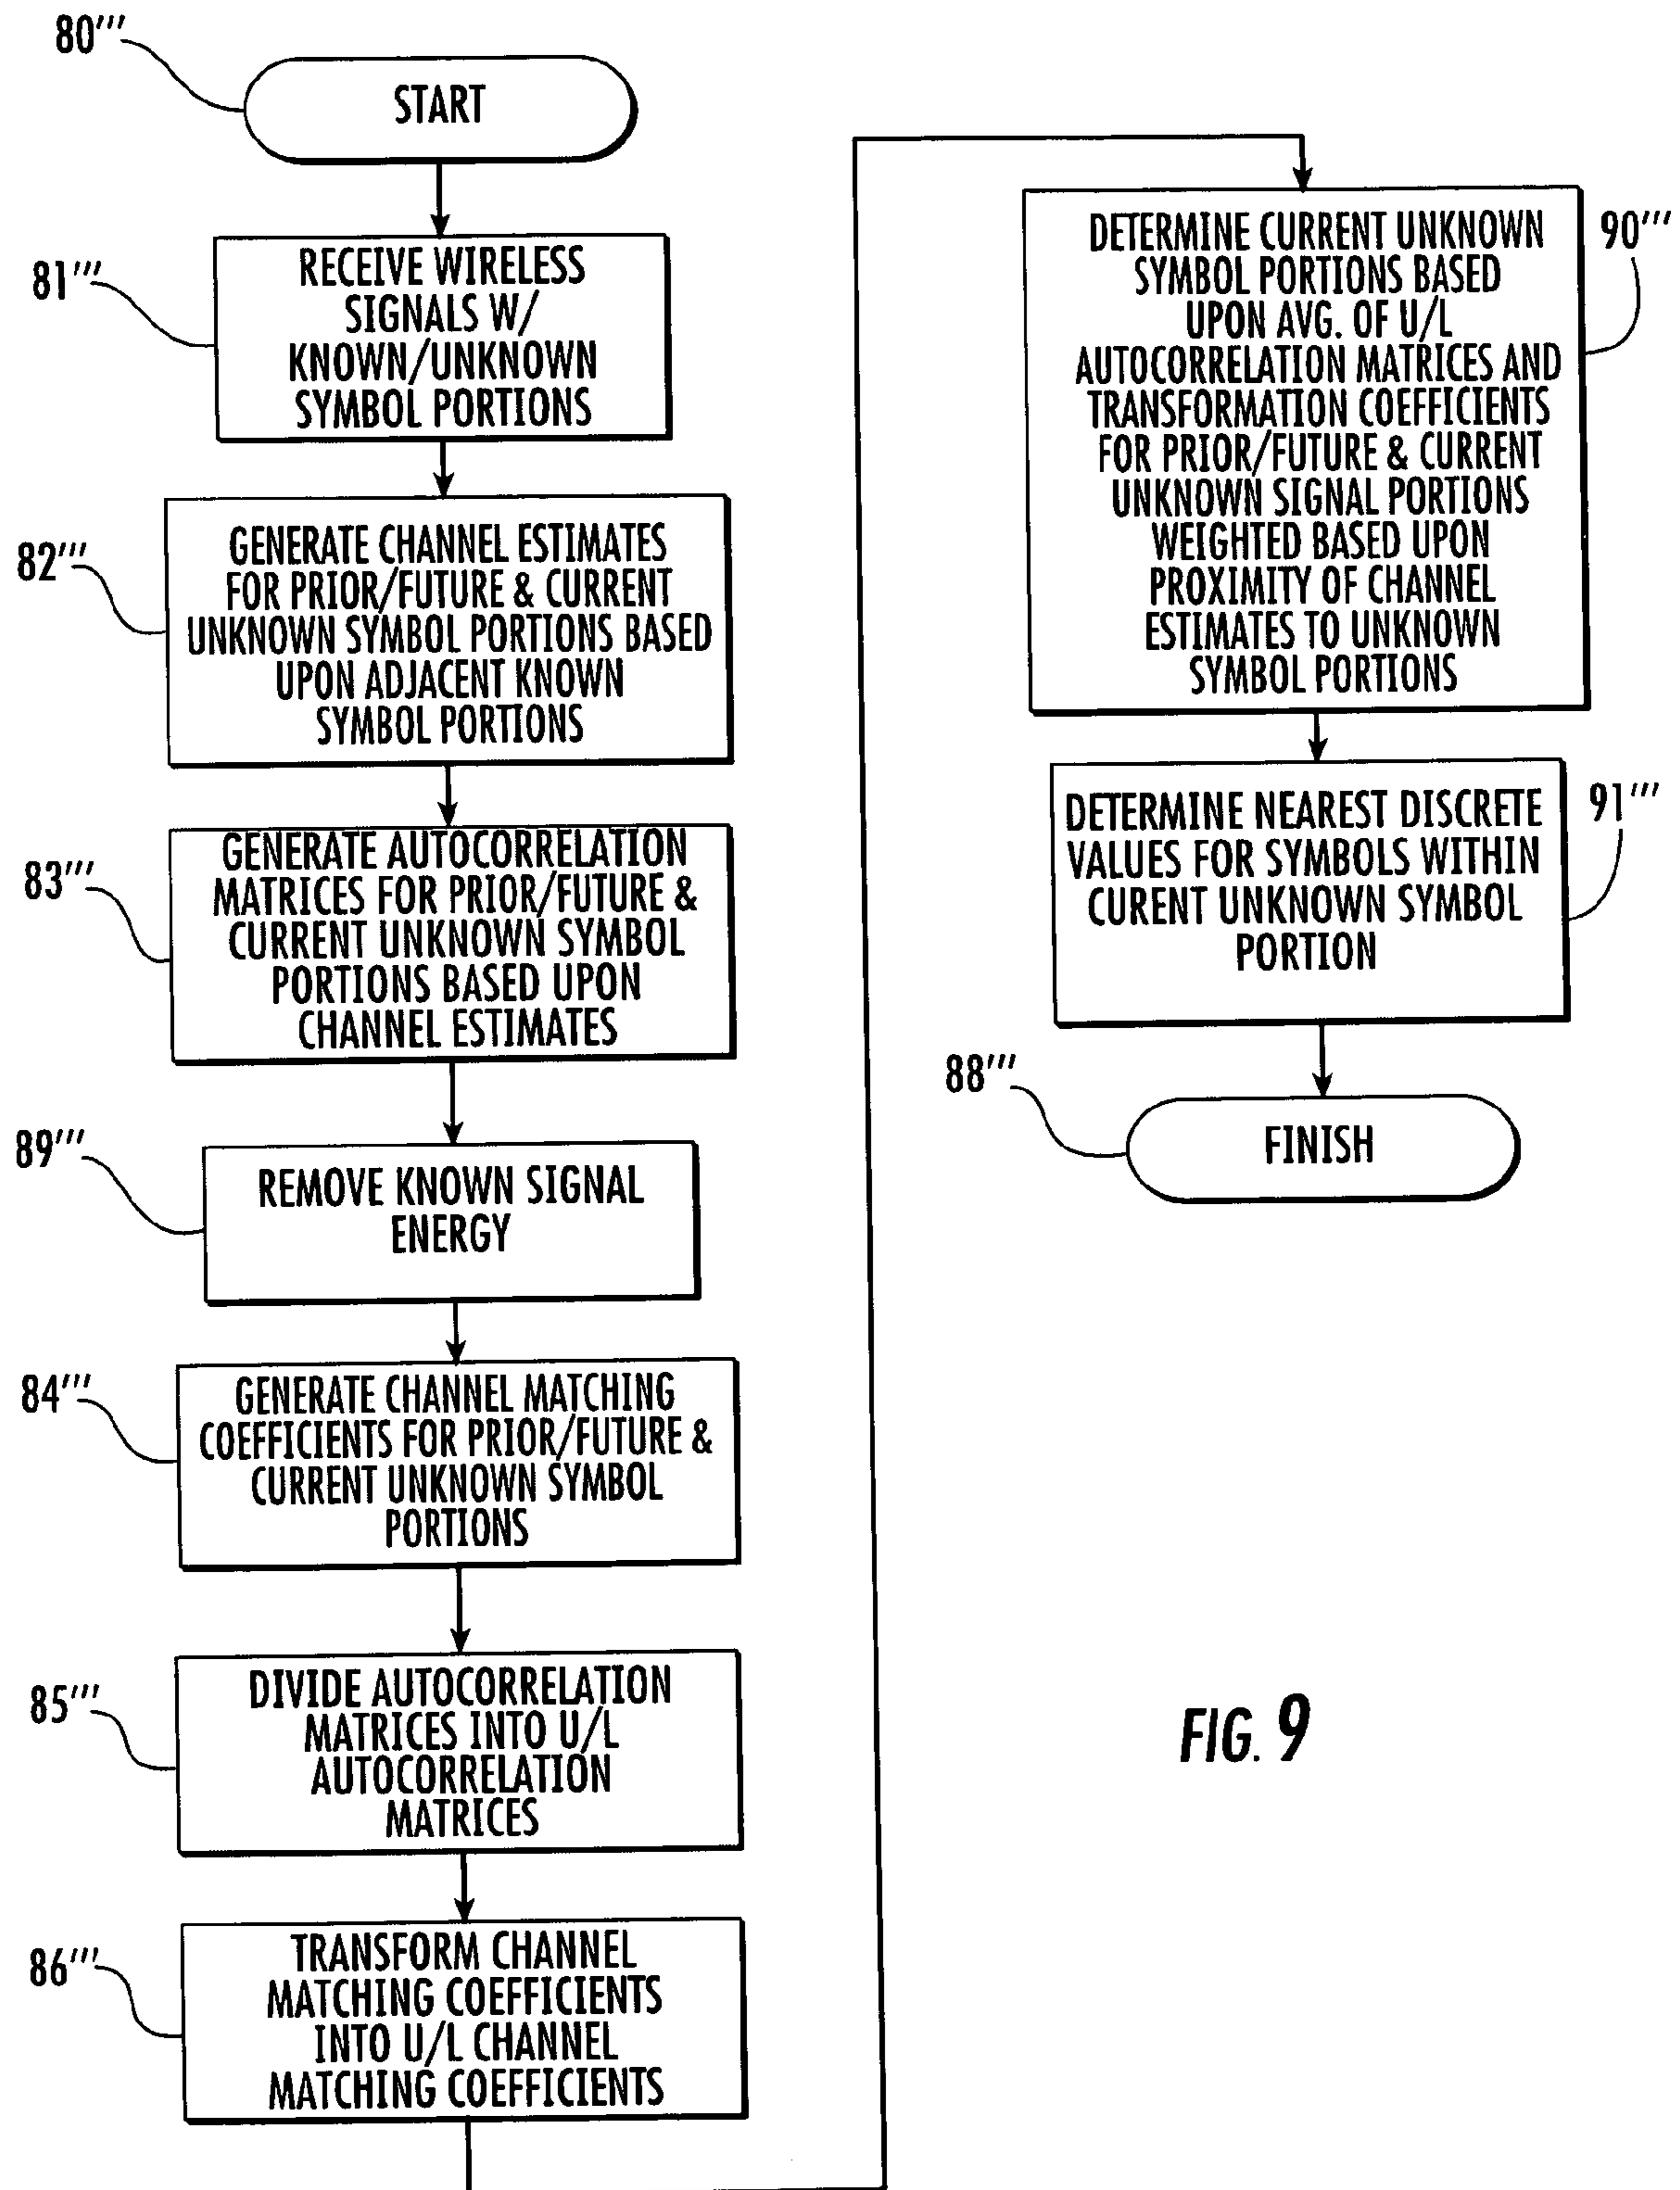 80'''
START
81'''
RECEIVE WIRELESS
SIGNALS W/
KNOWN/UNKNOWN
SYMBOL PORTIONS
82'''
GENERATE CHANNEL ESTIMATES
FOR PRIOR/FUTURE & CURRENT
UNKNOWN SYMBOL PORTIONS BASED
UPON ADJACENT KNOWN
SYMBOL PORTIONS
83'''
GENERATE AUTOCORRELATION
MATRICES FOR PRIOR/FUTURE &
CURRENT UNKNOWN SYMBOL
PORTIONS BASED UPON
CHANNEL ESTIMATES
89'''
REMOVE KNOWN SIGNAL
ENERGY
84'''
GENERATE CHANNEL MATCHING
COEFFICIENTS FOR PRIOR/FUTURE &
CURRENT UNKNOWN SYMBOL
PORTIONS
85'''
DIVIDE AUTOCORRELATION
MATRICES INTO U/L
AUTOCORRELATION
MATRICES
86'''
TRANSFORM CHANNEL
MATCHING COEFFICIENTS
INTO U/L CHANNEL
MATCHING COEFFICIENTS
90'''
DETERMINE CURRENT UNKNOWN
SYMBOL PORTIONS BASED
UPON AVG. OF U/L
AUTOCORRELATION MATRICES AND
TRANSFORMATION COEFFICIENTS
FOR PRIOR/FUTURE & CURRENT
UNKNOWN SIGNAL PORTIONS
WEIGHTED BASED UPON
PROXIMITY OF CHANNEL
ESTIMATES TO UNKNOWN
SYMBOL PORTIONS
91'''
DETERMINE NEAREST DISCRETE
VALUES FOR SYMBOLS WITHIN
CURENT UNKNOWN SYMBOL
PORTION
88'''
FINISH
FIG. 9